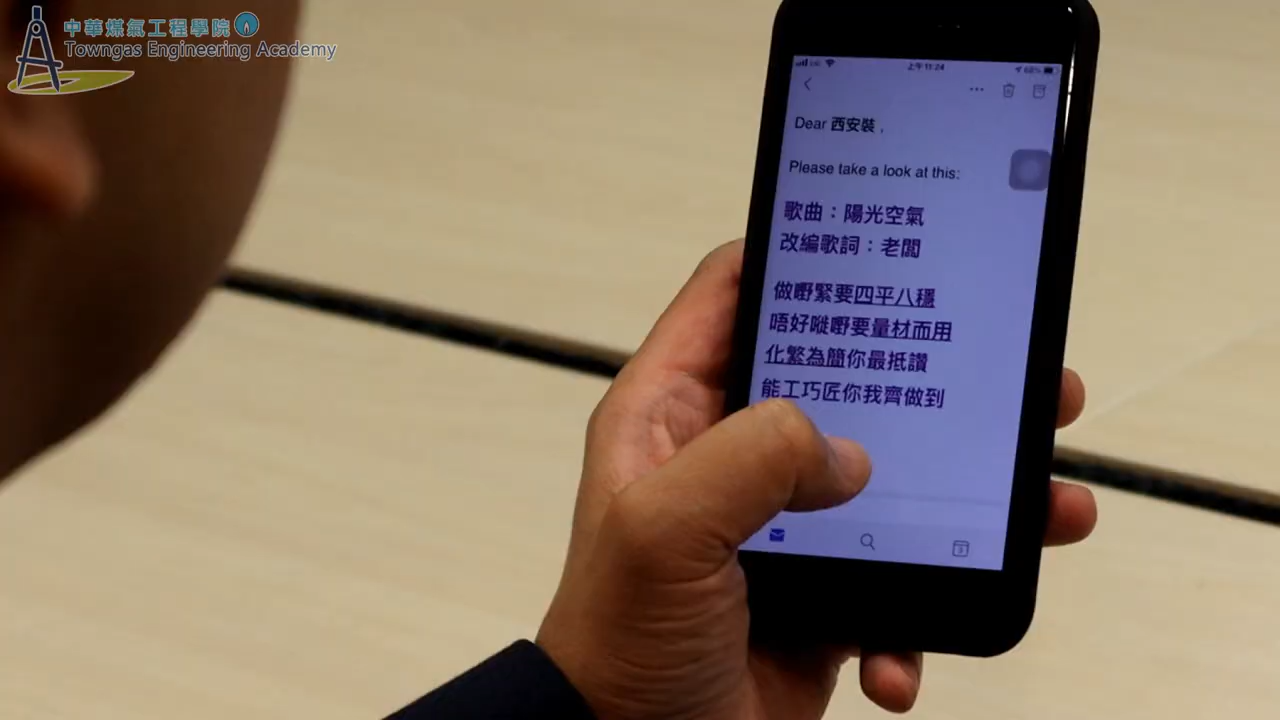 中華煤氣工程學院
Towngas Engineering Academy
上午11:24
68%
Dear 西安裝 ,
Please take a look at this:
歌曲：陽光空氣
改編歌詞：老闆
做嘢緊要四平八穩
唔好嘥嘢要量材而用
化繁為簡你最抵讚
能工巧匠你我齊做到
3